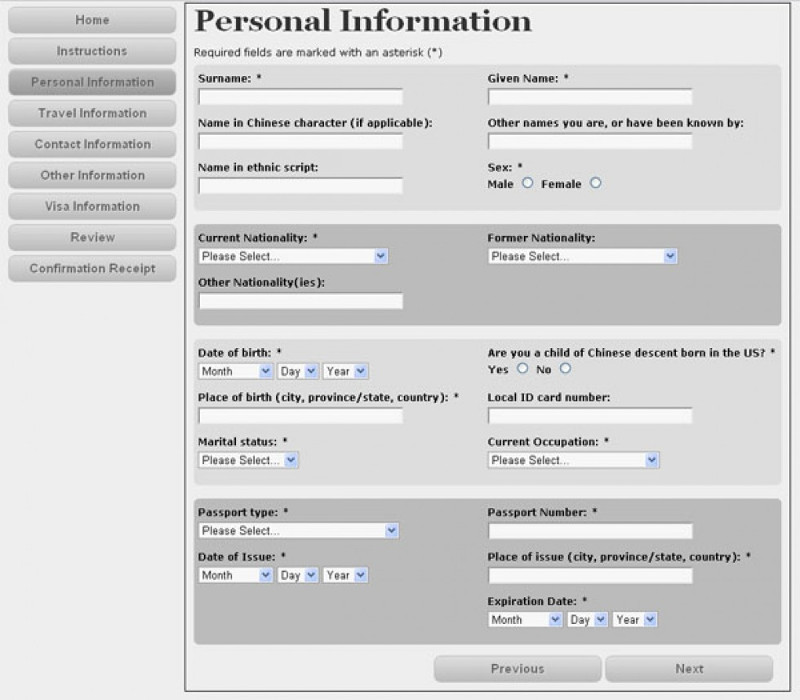 Home
Instructions
Personal Information
Travel Information
Contact Information
Other Information
Visa Information
Review
Confirmation Receipt
Personal Information
Required fields are marked with an asterisk (*)
Surname: *
Given Name: *
Name in Chinese character (if applicable):
Other names you are, or have been known by:
Name in ethnic script:
Sex: *
Male Female
Current Nationality: *
Former Nationality:
Please Select...
Please Select...
Other Nationality(ies):
Date of birth: *
Are you a child of Chinese descent born in the US? *
Month Day Year
Yes No
Place of birth (city, province/state, country): *
Local ID card number:
Marital status: *
Current Occupation: *
Please Select...
Please Select...
Passport type: *
Passport Number: *
Please Select...
Date of Issue: *
Place of issue (city, province/state, country): *
Month Day Year
Expiration Date: *
Month Day Year
Previous
Next